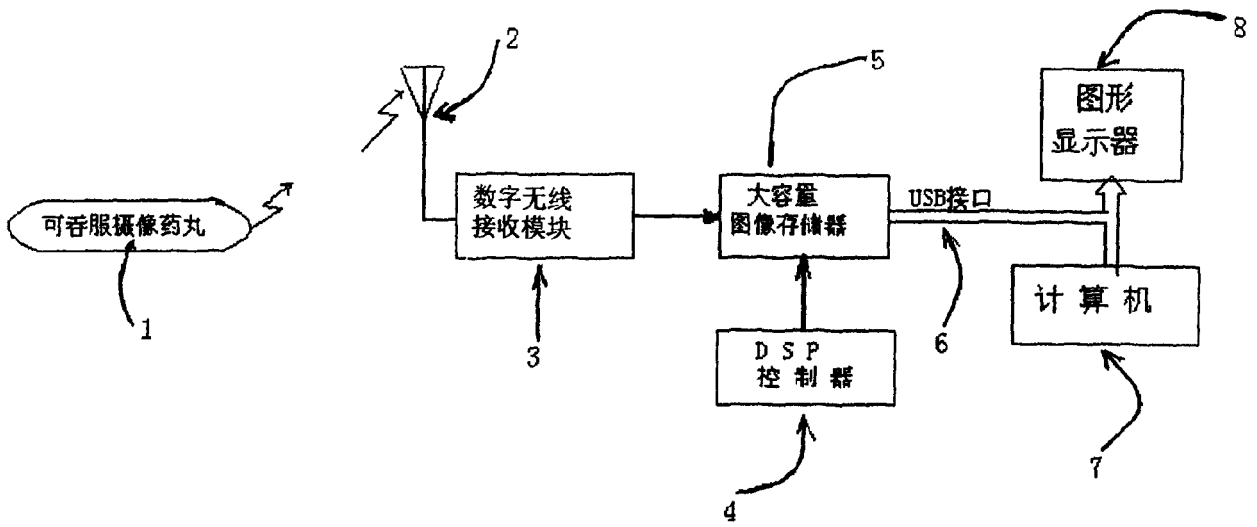 2
8
5
图形
显示器
可吞服摄像药丸
数字无线
接收模块
大容量
图像存储器
USB接口
计 算 机
1
3
D S P
控 制 器
6
4
7